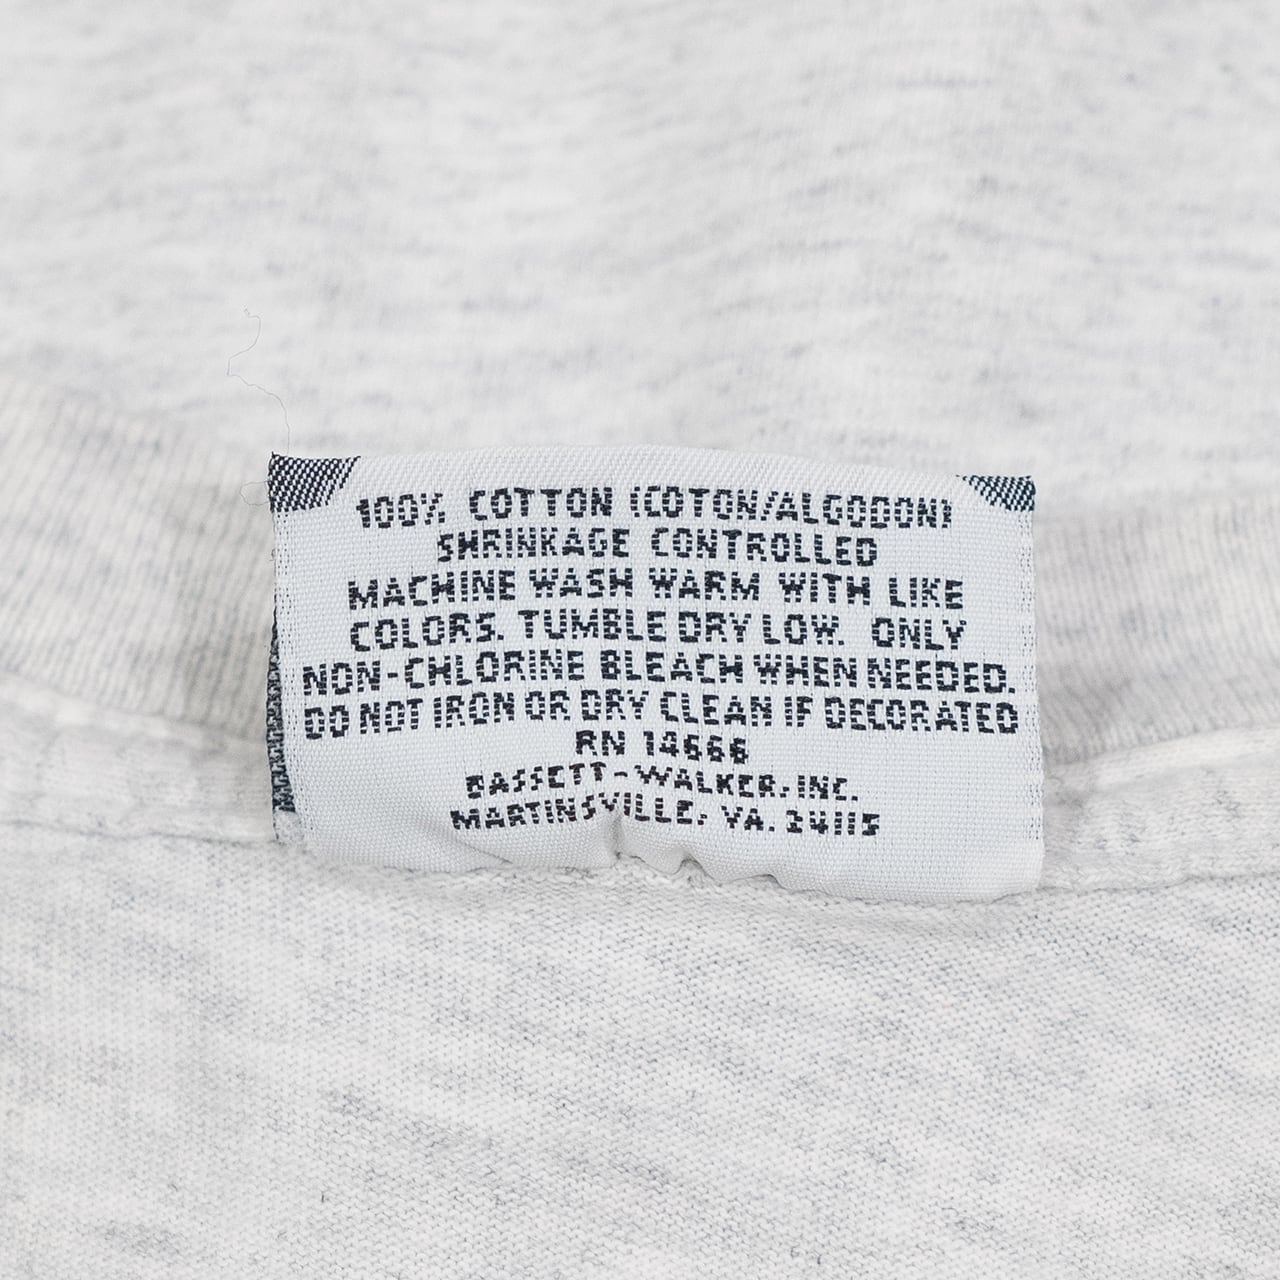 100% COTTON (COTON/ALGODON)
SHRINKAGE CONTROLLED
MACHINE WASH WARM WITH LIKE
COLORS. TUMBLE DRY LOW. ONLY
NON-CHLORINE BLEACH WHEN NEEDED.
DO NOT IRON OR DRY CLEAN IF DECORATED
RN 14666
BASSETT-WALKER, INC.
MARTINSVILLE, VA. 24115